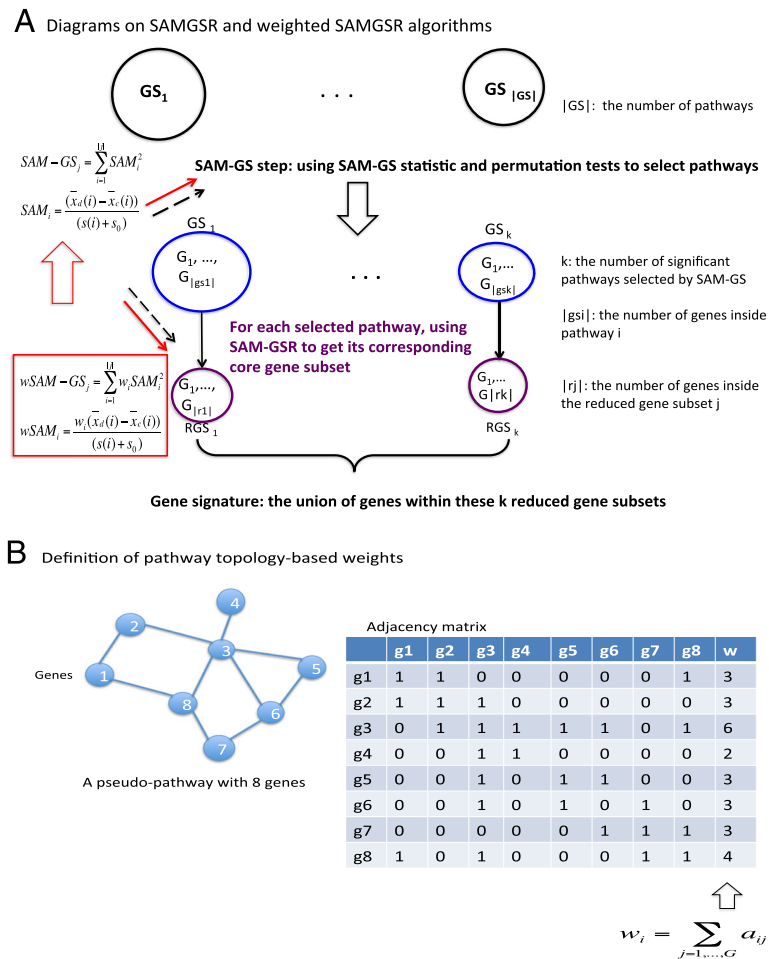 A Diagrams on SAMGSR and weighted SAMGSR algorithms
GS1
. . .
GS |GS|
|GS|: the number of pathways
SAM − GSj = ∑ i=1 |j| SAMi²
SAM-GS step: using SAM-GS statistic and permutation tests to select pathways
SAMi = (x̄d(i) − x̄c(i)) / (s(i) + s0)
GS 1
G1, ...,
G|gs1|
. . .
GS k
G1,...
G|gsk|
k: the number of significant
pathways selected by SAM-GS
|gsi|: the number of genes inside
pathway i
For each selected pathway, using
SAM-GSR to get its corresponding
core gene subset
wSAM − GSj = ∑ i=1 |j| wiSAMi²
wSAMi = wi(x̄d(i) − x̄c(i)) / (s(i) + s0)
G1,...,
G|r1|
RGS 1
G1,...
G|rk|
RGS k
|rj|: the number of genes inside
the reduced gene subset j
Gene signature: the union of genes within these k reduced gene subsets
B Definition of pathway topology-based weights
Genes
1
2
3
4
5
6
7
8
A pseudo-pathway with 8 genes
Adjacency matrix
g1 g2 g3 g4 g5 g6 g7 g8 w
g1 1 1 0 0 0 0 0 1 3
g2 1 1 1 0 0 0 0 0 3
g3 0 1 1 1 1 1 0 1 6
g4 0 0 1 1 0 0 0 0 2
g5 0 0 1 0 1 1 0 0 3
g6 0 0 1 0 1 0 1 0 3
g7 0 0 0 0 0 1 1 1 3
g8 1 0 1 0 0 0 1 1 4
wi = ∑ j=1,...,G aij